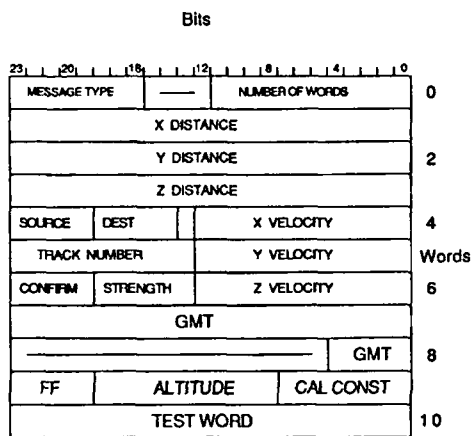 Bits
23 20 16 12 8 4 0
MESSAGE TYPE NUMBER OF WORDS 0
X DISTANCE
Y DISTANCE 2
Z DISTANCE
SOURCE DEST X VELOCITY 4
TRACK NUMBER Y VELOCITY Words
CONFIRM STRENGTH Z VELOCITY 6
GMT
GMT 8
FF ALTITUDE CAL CONST
TEST WORD 10